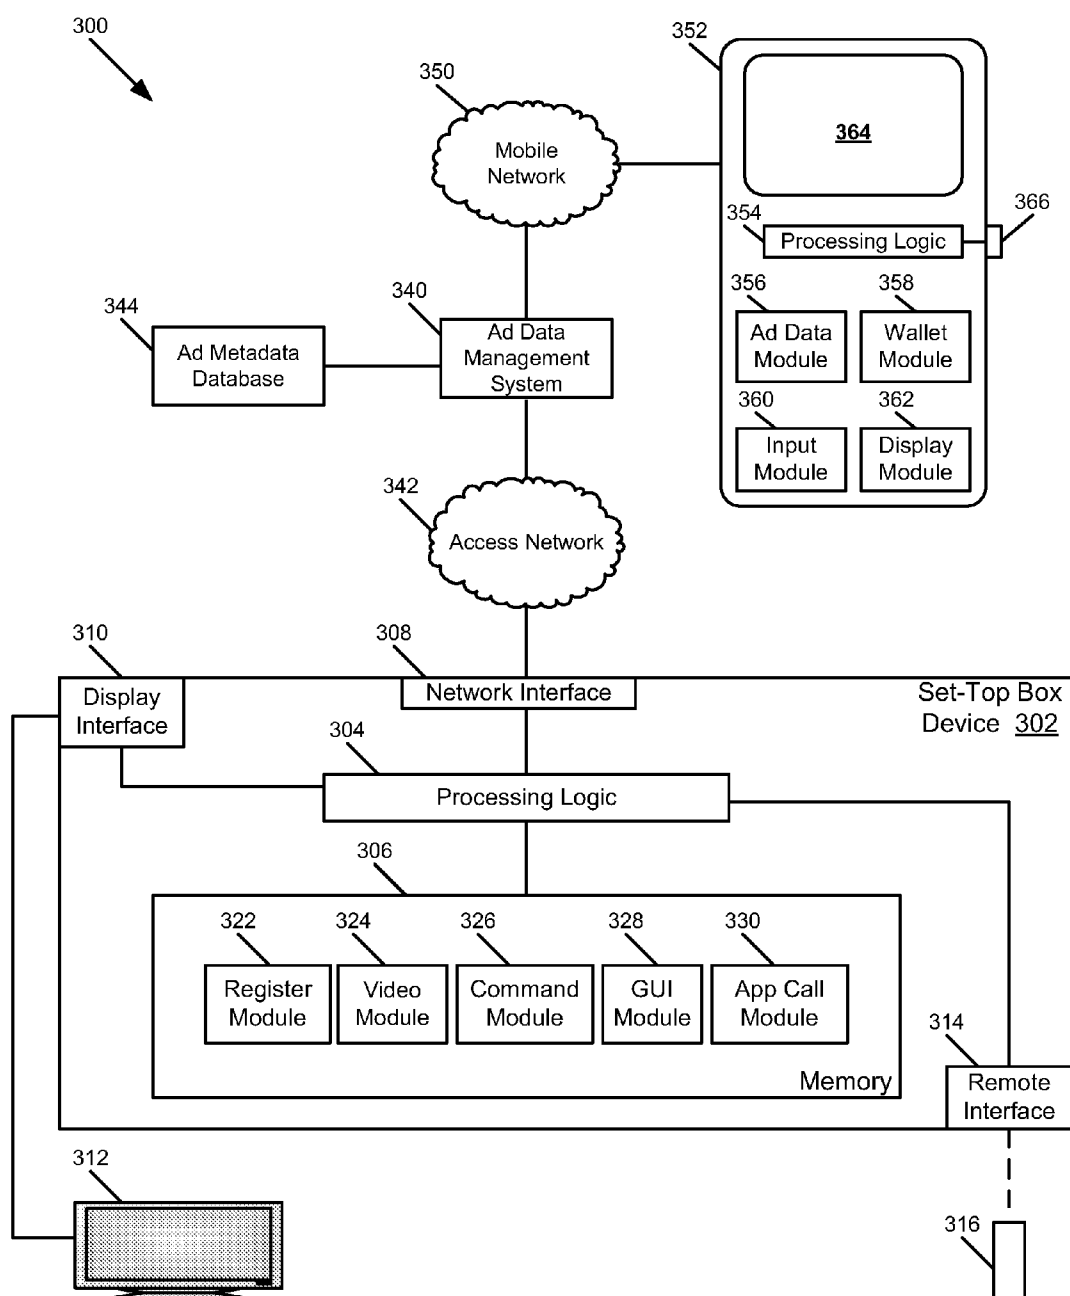 300
352
350
364
Mobile
Network
354
366
Processing Logic
356
358
344
340
Ad Data
Module
Wallet
Module
Ad Metadata
Database
Ad Data
Management
System
360
362
Input
Module
Display
Module
342
Access Network
310
308
Display
Interface
Network Interface
Set-Top Box
Device 302
304
Processing Logic
306
322
324
326
328
330
Register
Module
Video
Module
Command
Module
GUI
Module
App Call
Module
314
Memory
Remote
Interface
312
316